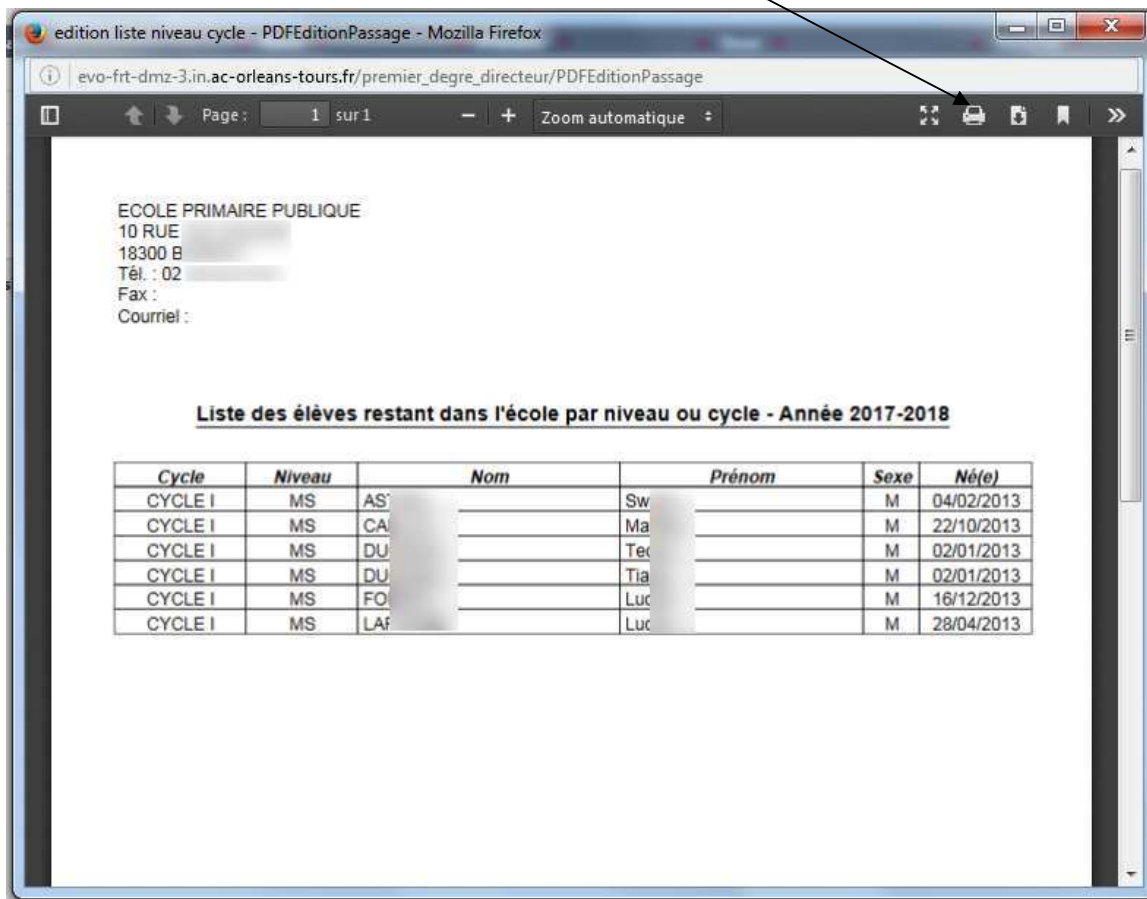 edition liste niveau cycle - PDFEditionPassage - Mozilla Firefox
evo-frt-dmz-3.in.ac-orleans-tours.fr/premier_degre_directeur/PDFEditionPassage
Page : 1 sur 1 Zoom automatique
ECOLE PRIMAIRE PUBLIQUE
10 RUE
18300 B
Tél. : 02
Fax :
Courriel :
Liste des élèves restant dans l'école par niveau ou cycle - Année 2017-2018
Cycle Niveau Nom Prénom Sexe Né(e)
CYCLE I MS AS Sw M 04/02/2013
CYCLE I MS CA Ma M 22/10/2013
CYCLE I MS DU Teo M 02/01/2013
CYCLE I MS DU Tia M 02/01/2013
CYCLE I MS FO Luc M 16/12/2013
CYCLE I MS LA Luc M 28/04/2013